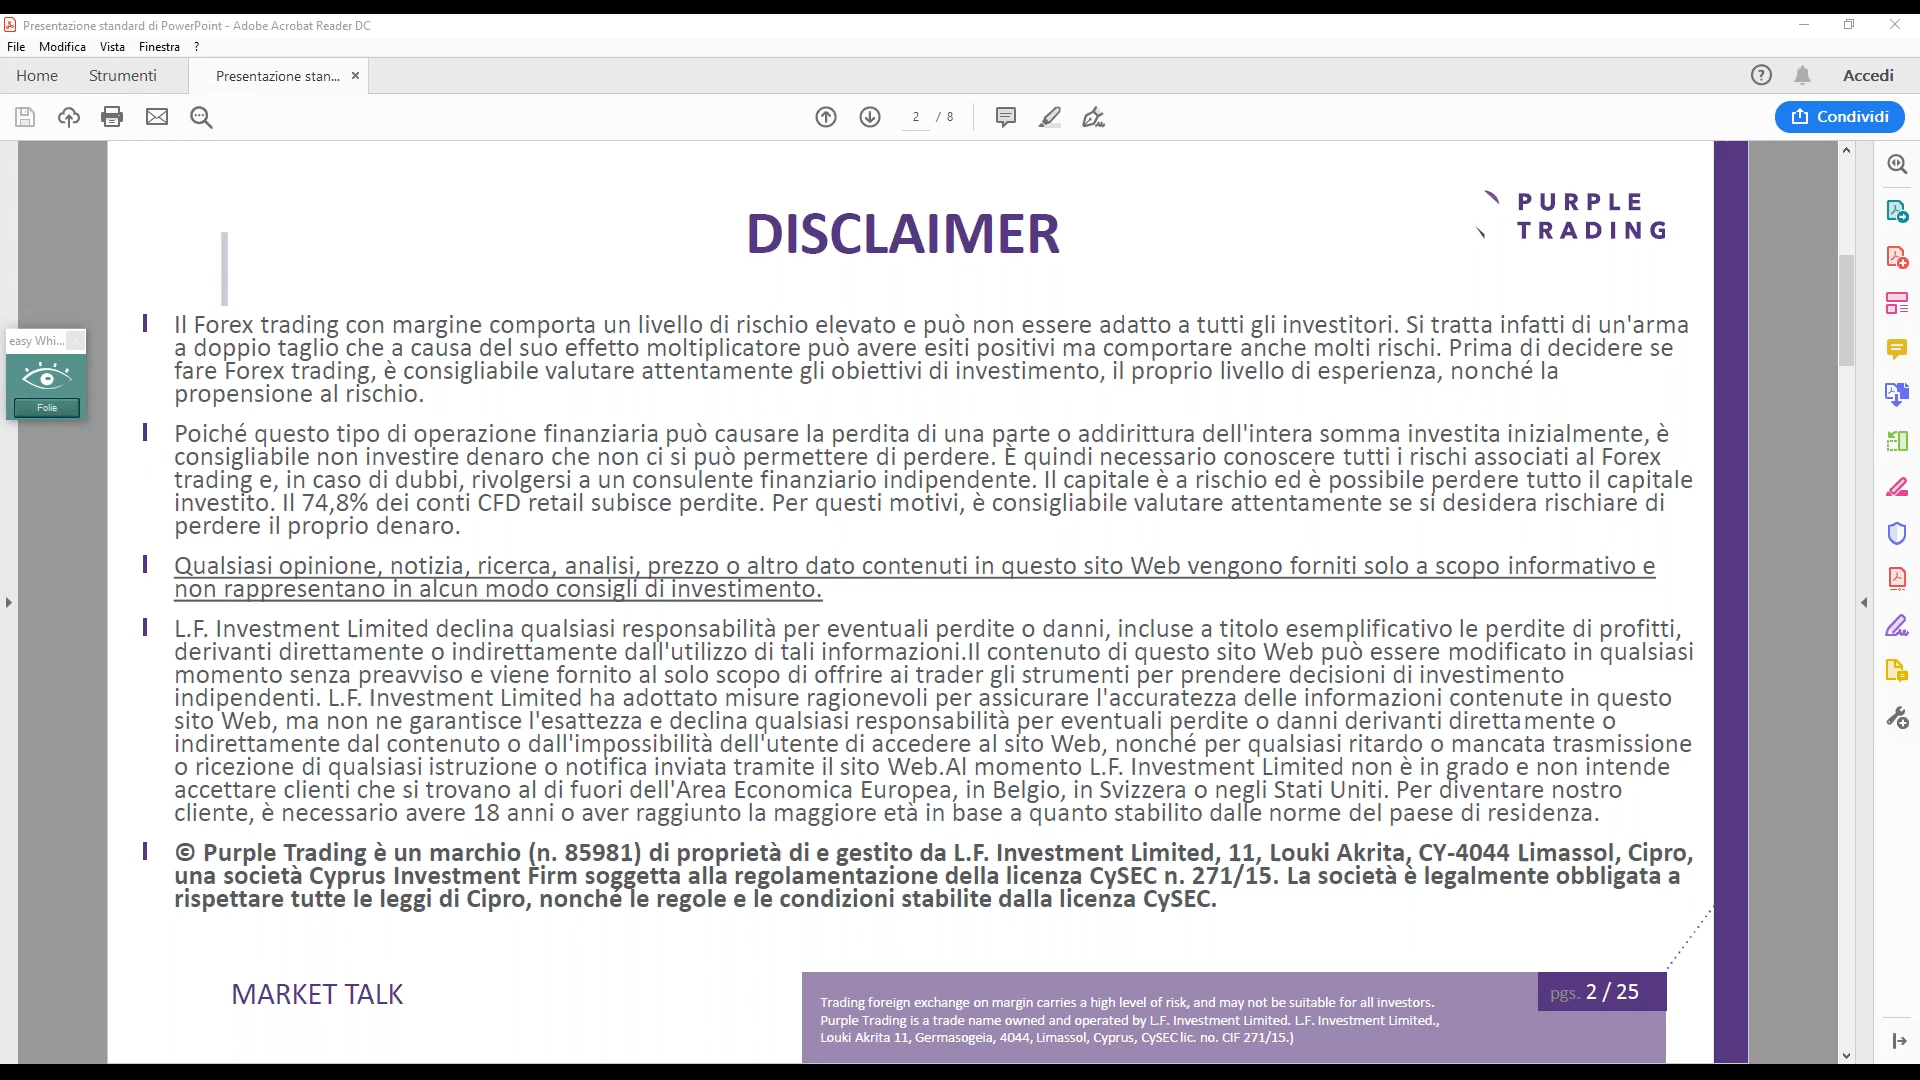 Presentazione standard di PowerPoint - Adobe Acrobat Reader DC
File Modifica Vista Finestra ?
Home Strumenti Presentazione stan... × Accedi
2 / 8
Condividi
PURPLE
TRADING
DISCLAIMER
easy Whi...
Folie
Il Forex trading con margine comporta un livello di rischio elevato e può non essere adatto a tutti gli investitori. Si tratta infatti di un'arma
a doppio taglio che a causa del suo effetto moltiplicatore può avere esiti positivi ma comportare anche molti rischi. Prima di decidere se
fare Forex trading, è consigliabile valutare attentamente gli obiettivi di investimento, il proprio livello di esperienza, nonché la
propensione al rischio.
Poiché questo tipo di operazione finanziaria può causare la perdita di una parte o addirittura dell'intera somma investita inizialmente, è
consigliabile non investire denaro che non ci si può permettere di perdere. È quindi necessario conoscere tutti i rischi associati al Forex
trading e, in caso di dubbi, rivolgersi a un consulente finanziario indipendente. Il capitale è a rischio ed è possibile perdere tutto il capitale
investito. Il 74,8% dei conti CFD retail subisce perdite. Per questi motivi, è consigliabile valutare attentamente se si desidera rischiare di
perdere il proprio denaro.
Qualsiasi opinione, notizia, ricerca, analisi, prezzo o altro dato contenuti in questo sito Web vengono forniti solo a scopo informativo e
non rappresentano in alcun modo consigli di investimento.
L.F. Investment Limited declina qualsiasi responsabilità per eventuali perdite o danni, incluse a titolo esemplificativo le perdite di profitti,
derivanti direttamente o indirettamente dall'utilizzo di tali informazioni.Il contenuto di questo sito Web può essere modificato in qualsiasi
momento senza preavviso e viene fornito al solo scopo di offrire ai trader gli strumenti per prendere decisioni di investimento
indipendenti. L.F. Investment Limited ha adottato misure ragionevoli per assicurare l'accuratezza delle informazioni contenute in questo
sito Web, ma non ne garantisce l'esattezza e declina qualsiasi responsabilità per eventuali perdite o danni derivanti direttamente o
indirettamente dal contenuto o dall'impossibilità dell'utente di accedere al sito Web, nonché per qualsiasi ritardo o mancata trasmissione
o ricezione di qualsiasi istruzione o notifica inviata tramite il sito Web.Al momento L.F. Investment Limited non è in grado e non intende
accettare clienti che si trovano al di fuori dell'Area Economica Europea, in Belgio, in Svizzera o negli Stati Uniti. Per diventare nostro
cliente, è necessario avere 18 anni o aver raggiunto la maggiore età in base a quanto stabilito dalle norme del paese di residenza.
© Purple Trading è un marchio (n. 85981) di proprietà di e gestito da L.F. Investment Limited, 11, Louki Akrita, CY-4044 Limassol, Cipro,
una società Cyprus Investment Firm soggetta alla regolamentazione della licenza CySEC n. 271/15. La società è legalmente obbligata a
rispettare tutte le leggi di Cipro, nonché le regole e le condizioni stabilite dalla licenza CySEC.
MARKET TALK
Trading foreign exchange on margin carries a high level of risk, and may not be suitable for all investors.
Purple Trading is a trade name owned and operated by L.F. Investment Limited. L.F. Investment Limited.,
Louki Akrita 11, Germasogeia, 4044, Limassol, Cyprus, CySEC lic. no. CIF 271/15.)
pgs. 2 / 25